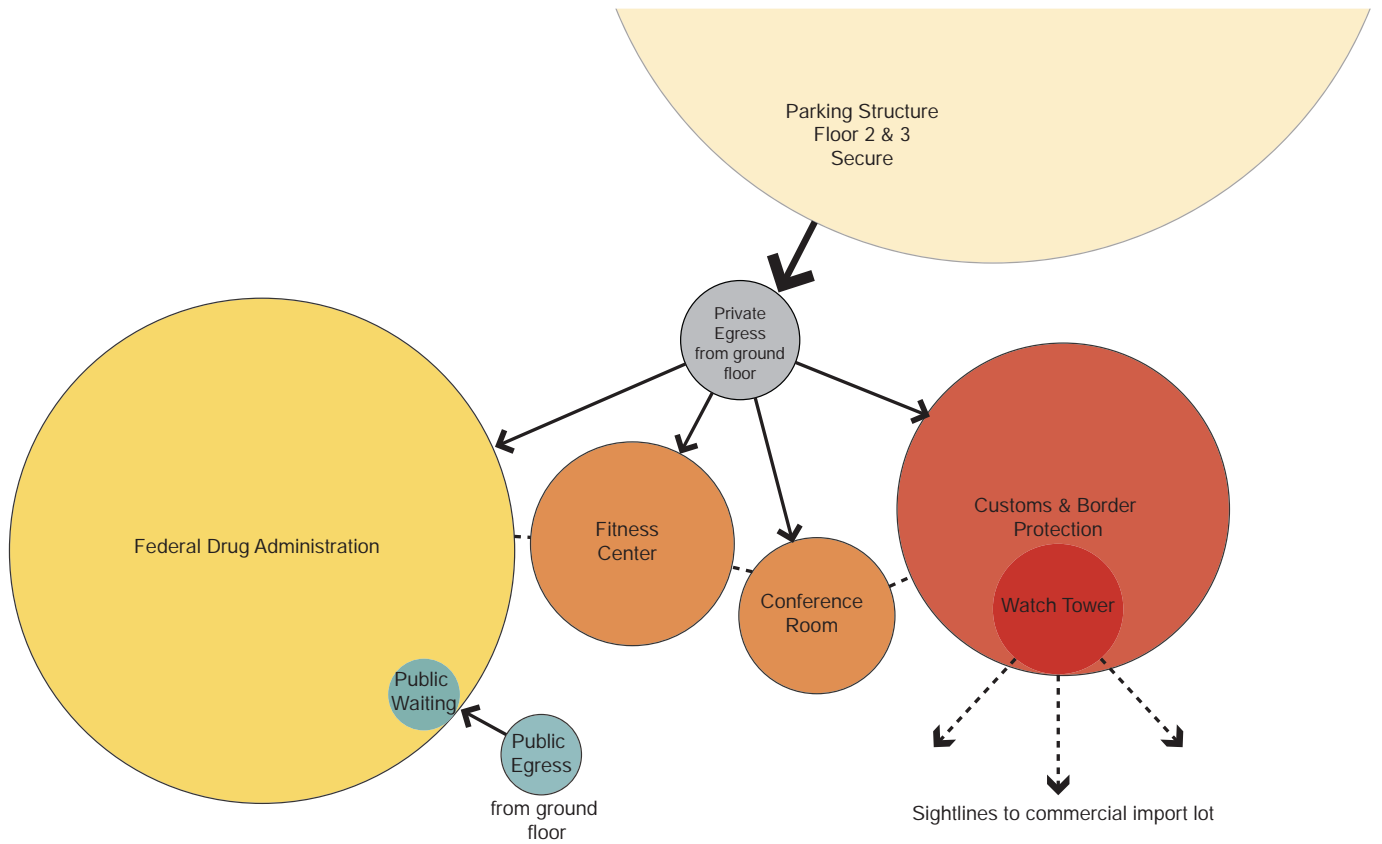 Parking Structure
Floor 2 & 3
Secure
Private
Egress
from ground
floor
Federal Drug Administration
Fitness
Center
Conference
Room
Customs & Border
Protection
Watch Tower
Public
Waiting
Public
Egress
from ground
floor
Sightlines to commercial import lot